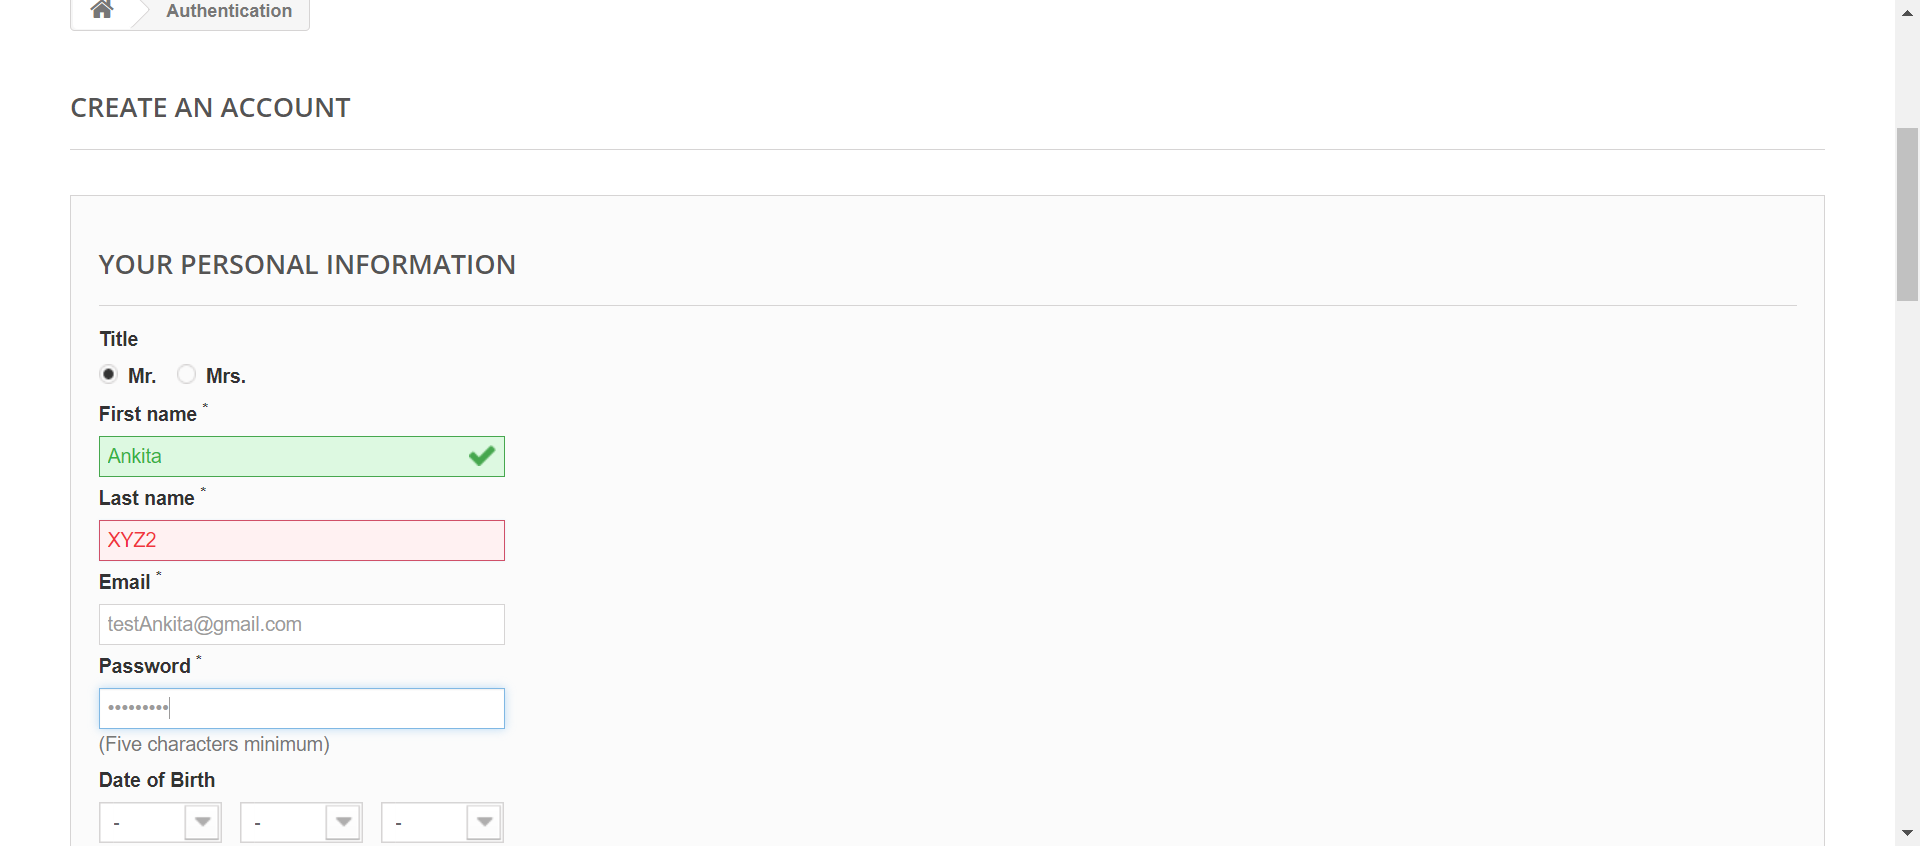 Authentication
CREATE AN ACCOUNT
YOUR PERSONAL INFORMATION
Title
Mr. Mrs.
First name *
Ankita
Last name *
XYZ2
Email *
testAnkita@gmail.com
Password *
•••••••••
(Five characters minimum)
Date of Birth
- - -